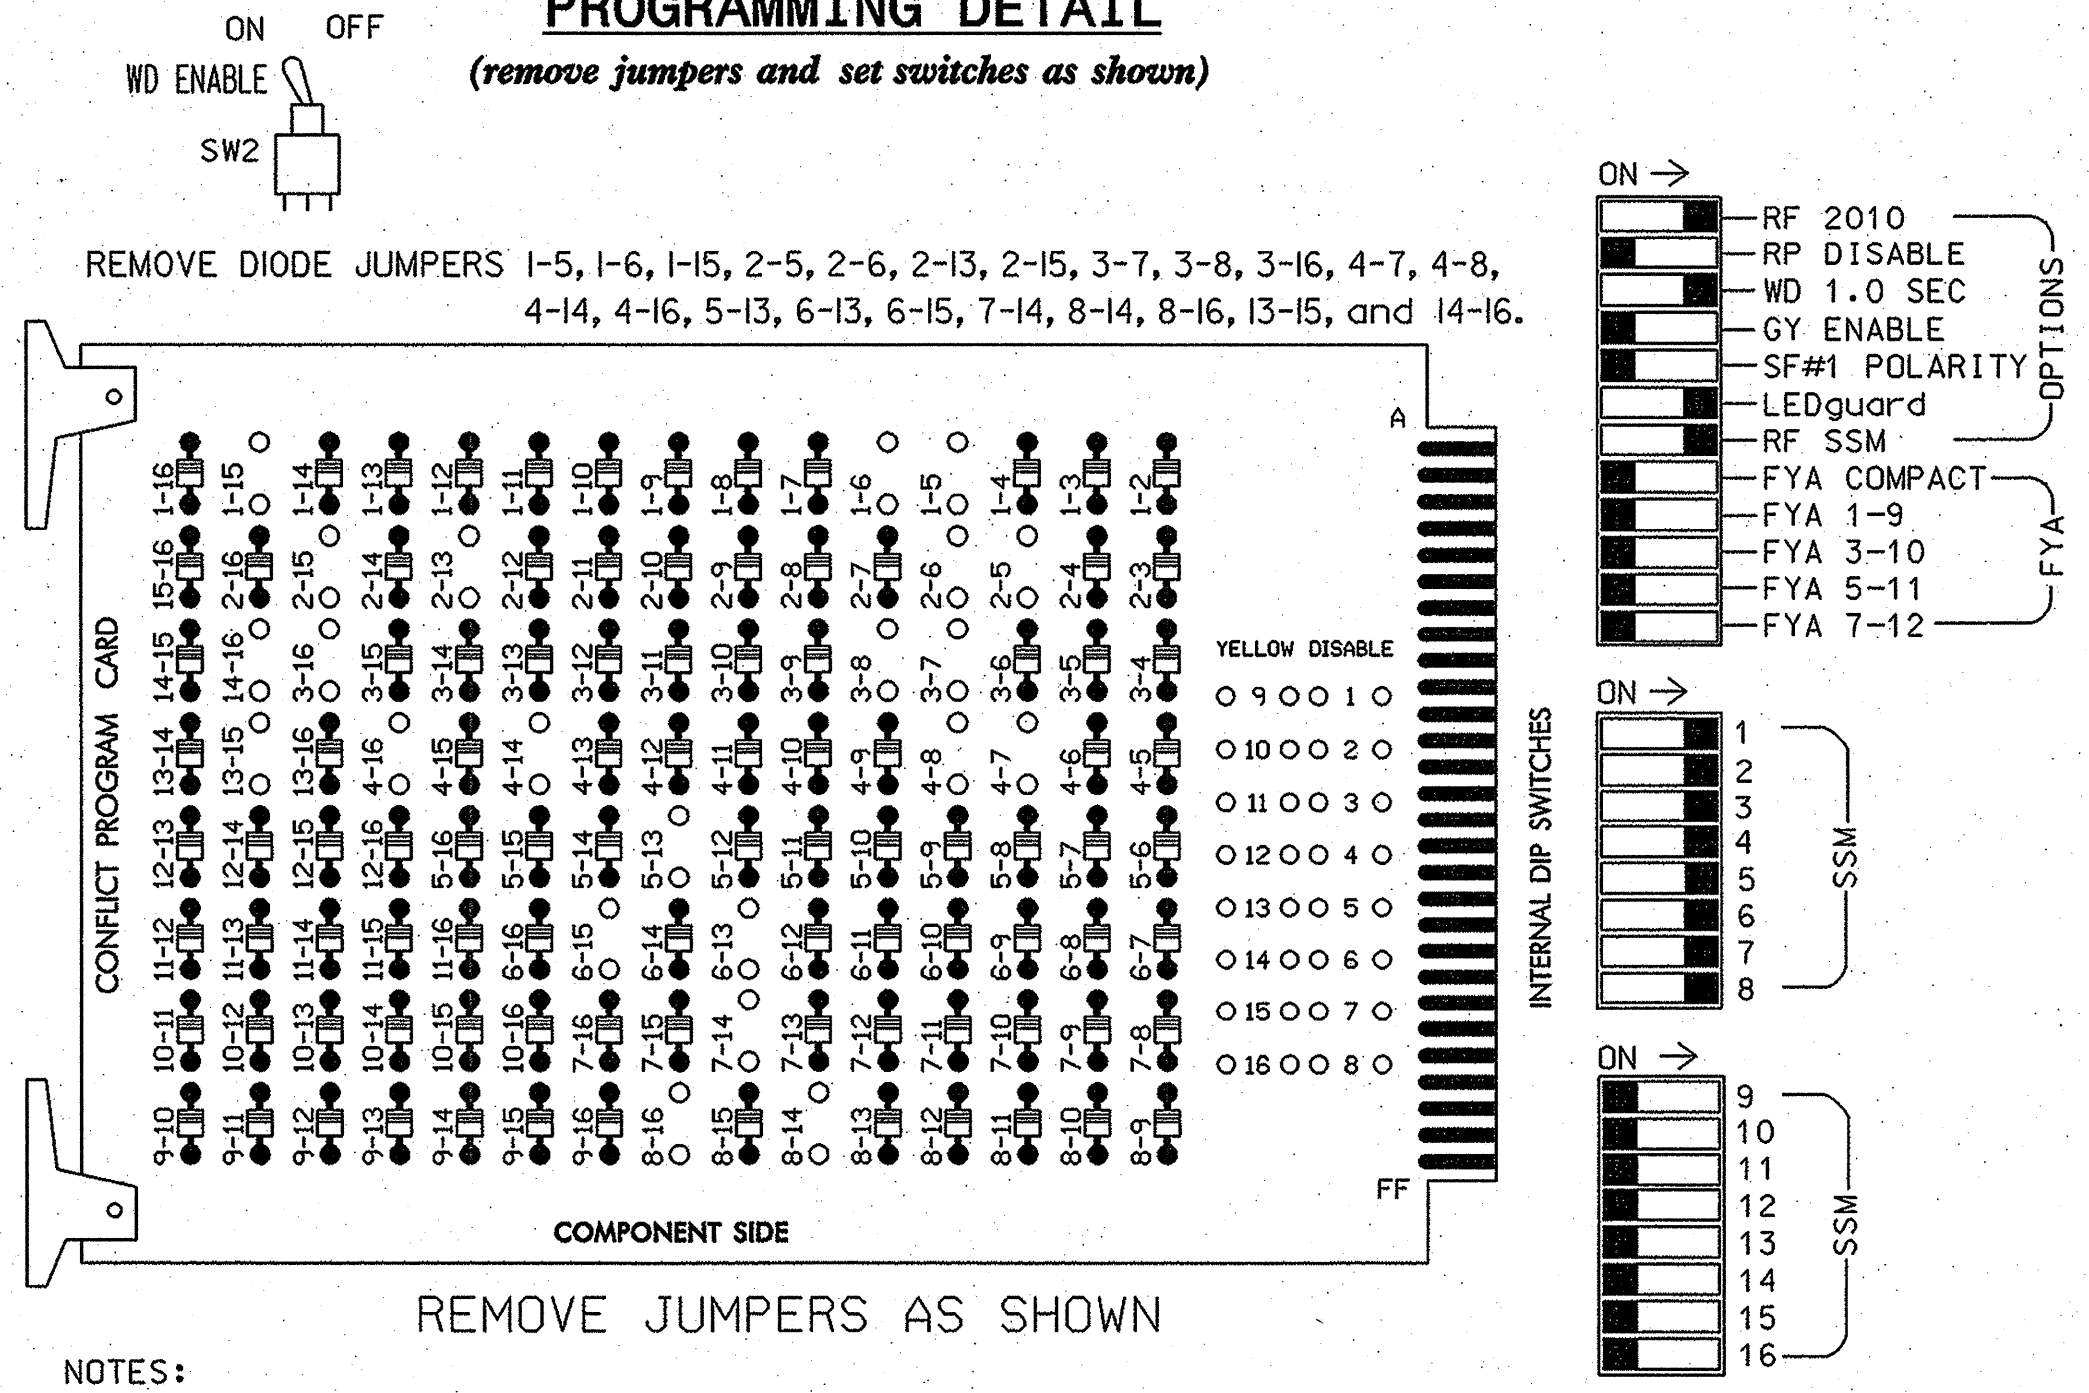 PROGRAMMING DETAIL
(remove jumpers and set switches as shown)
ON OFF
WD ENABLE
SW2
REMOVE DIODE JUMPERS 1-5, 1-6, 1-15, 2-5, 2-6, 2-13, 2-15, 3-7, 3-8, 3-16, 4-7, 4-8,
4-14, 4-16, 5-13, 6-13, 6-15, 7-14, 8-14, 8-16, 13-15, and 14-16.
CONFLICT PROGRAM CARD
A
1-16 1-15 1-14 1-13 1-12 1-11 1-10 1-9 1-8 1-7 1-6 1-5 1-4 1-3 1-2
15-16 2-16 2-15 2-14 2-13 2-12 2-11 2-10 2-9 2-8 2-7 2-6 2-5 2-4 2-3
14-15 14-16 3-16 3-15 3-14 3-13 3-12 3-11 3-10 3-9 3-8 3-7 3-6 3-5 3-4
13-14 13-15 13-16 4-16 4-15 4-14 4-13 4-12 4-11 4-10 4-9 4-8 4-7 4-6 4-5
12-13 12-14 12-15 12-16 5-16 5-15 5-14 5-13 5-12 5-11 5-10 5-9 5-8 5-7 5-6
11-12 11-13 11-14 11-15 11-16 6-16 6-15 6-14 6-13 6-12 6-11 6-10 6-9 6-8 6-7
10-11 10-12 10-13 10-14 10-15 10-16 7-16 7-15 7-14 7-13 7-12 7-11 7-10 7-9 7-8
9-10 9-11 9-12 9-13 9-14 9-15 9-16 8-16 8-15 8-14 8-13 8-12 8-11 8-10 8-9
YELLOW DISABLE
9 1
10 2
11 3
12 4
13 5
14 6
15 7
16 8
FF
COMPONENT SIDE
REMOVE JUMPERS AS SHOWN
NOTES:
INTERNAL DIP SWITCHES
ON
RF 2010
RP DISABLE
WD 1.0 SEC
GY ENABLE
SF#1 POLARITY
LEDguard
RF SSM
OPTIONS
FYA COMPACT
FYA 1-9
FYA 3-10
FYA 5-11
FYA 7-12
FYA
ON
1
2
3
4
5
6
7
8
SSM
ON
9
10
11
12
13
14
15
16
SSM